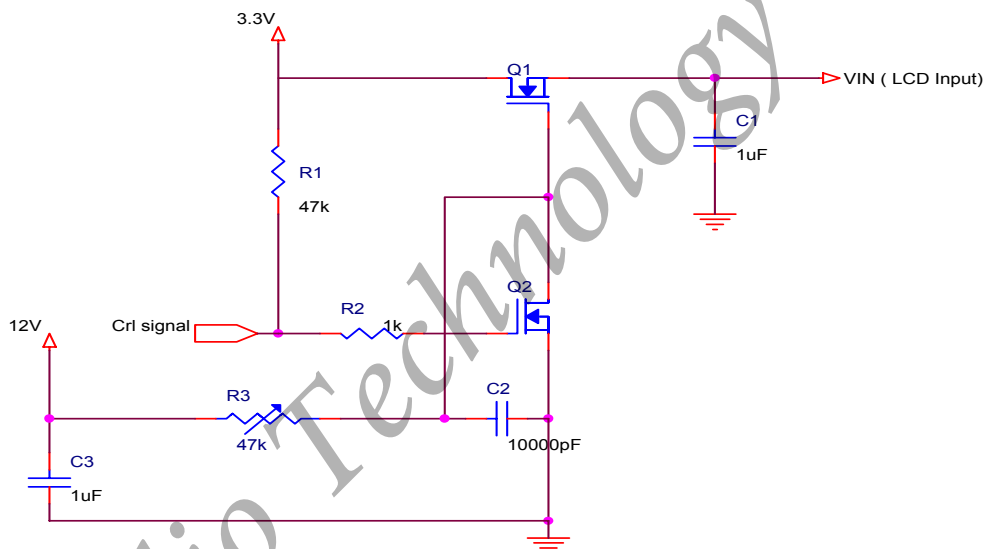 3.3V
Q1
VIN ( LCD Input)
C1
1uF
R1
47k
Q2
R2
1k
12V
Crl signal
R3
47k
C2
10000pF
C3
1uF
Technology